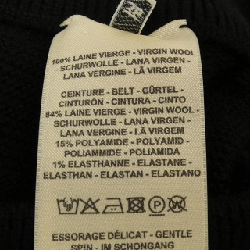 100% LAINE VIERGE - VIRGIN WOOL
SCHURWOLLE - LANA VERGINE
LANA VERGINE - LÃ VIRGEM
CEINTURE - BELT - GÜRTEL
CINTURÓN - CINTURA - CINTO
84% LAINE VIERGE - VIRGIN WOOL
SCHURWOLLE - LANA VIRGEN -
LANA VERGINE - LÃ VIRGEM
15% POLYAMIDE - POLYAMID -
POLIAMMIDE - POLIAMIDA
1% ELASTHANNE - ELASTANE -
ELASTHAN - ELASTAN - ELASTANO
P
ESSORAGE DÉLICAT - GENTLE
SPIN - IM SCHONGANG